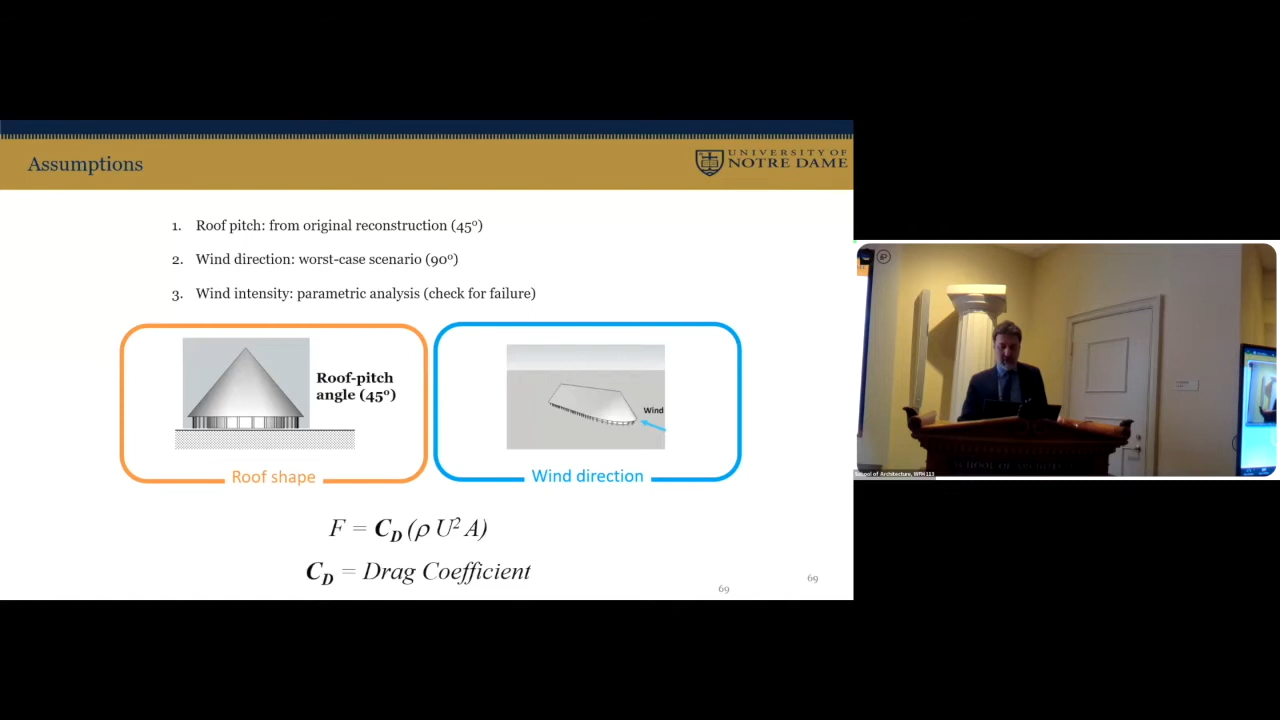 Assumptions
UNIVERSITY OF
NOTRE DAME
1. Roof pitch: from original reconstruction (45º)
2. Wind direction: worst-case scenario (90º)
3. Wind intensity: parametric analysis (check for failure)
Roof-pitch
angle (45º)
Roof shape
Wind
Wind direction
F = C_D (ρ U² A)
C_D = Drag Coefficient
69
69
School of Architecture, WFH 113